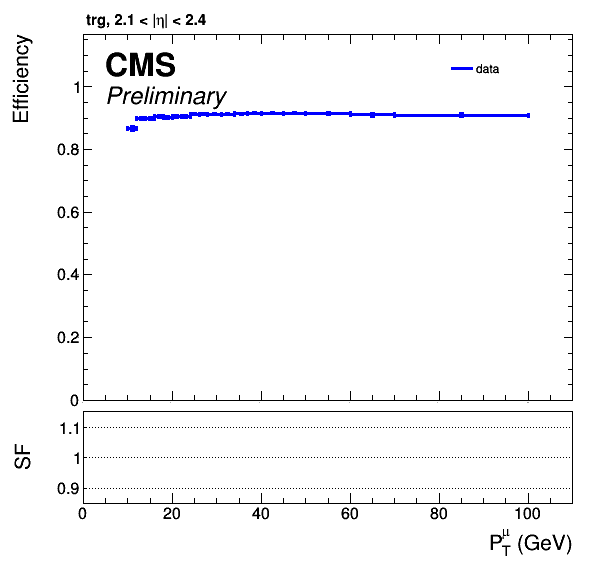 trg, 2.1 < |η| < 2.4
CMS
Preliminary
data
Efficiency
1
0.8
0.6
0.4
0.2
0
SF
1.1
1
0.9
0 20 40 60 80 100
P_T^μ (GeV)